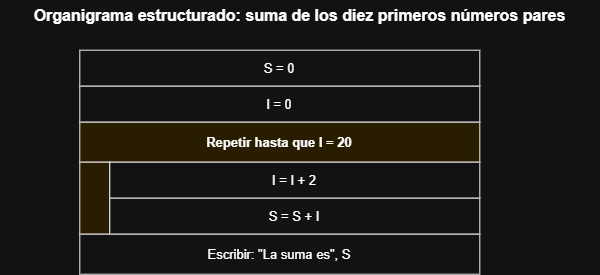 Organigrama estructurado: suma de los diez primeros números pares
S = 0
I = 0
Repetir hasta que I = 20
I = I + 2
S = S + I
Escribir: "La suma es", S